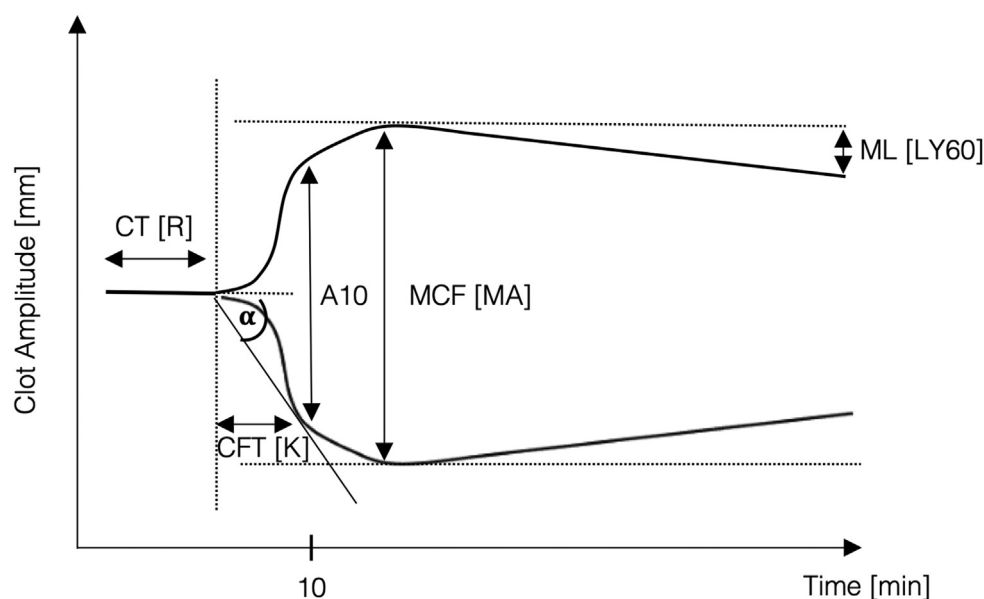 ML [LY60]
CT [R]
A10
MCF [MA]
α
CFT [K]
Clot Amplitude [mm]
10
Time [min]